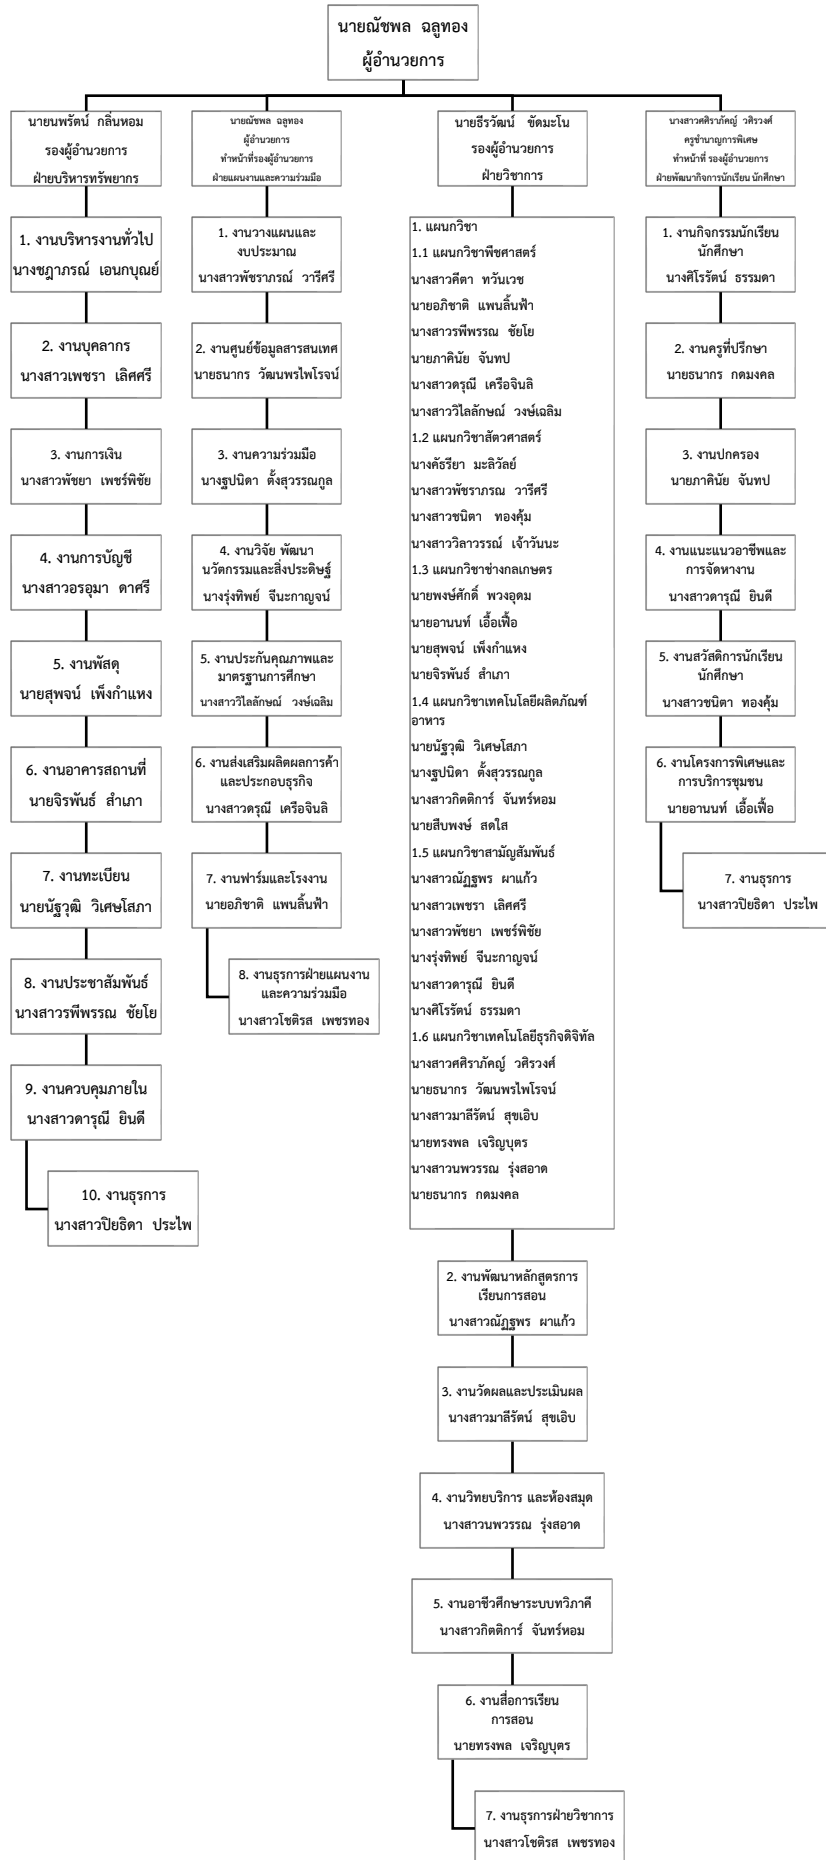 นายณัชพล ฉลูทอง
ผู้อำนวยการ
นายนพรัตน์ กลิ่นหอม
รองผู้อำนวยการ
ฝ่ายบริหารทรัพยากร
นายณัชพล ฉลูทอง
ผู้อำนวยการ
ทำหน้าที่รองผู้อำนวยการ
ฝ่ายแผนงานและความร่วมมือ
นายธีรวัฒน์ ขัดมะโน
รองผู้อำนวยการ
ฝ่ายวิชาการ
นางสาวศศิราภัคญ์ วศิรวงศ์
ครูชำนาญการพิเศษ
ทำหน้าที่ รองผู้อำนวยการ
ฝ่ายพัฒนากิจการนักเรียน นักศึกษา
1. งานบริหารงานทั่วไป
นางชฎาภรณ์ เอนกบุณย์
2. งานบุคลากร
นางสาวเพชรา เลิศศรี
3. งานการเงิน
นางสาวพัชยา เพชร์พิชัย
4. งานการบัญชี
นางสาวอรอุมา ดาศรี
5. งานพัสดุ
นายสุพจน์ เพ็งกำแหง
6. งานอาคารสถานที่
นายจิรพันธ์ สำเภา
7. งานทะเบียน
นายนัฐวุฒิ วิเศษโสภา
8. งานประชาสัมพันธ์
นางสาวรพีพรรณ ชัยโย
9. งานควบคุมภายใน
นางสาวดารุณี ยินดี
10. งานธุรการ
นางสาวปิยธิดา ประไพ
1. งานวางแผนและ
งบประมาณ
นางสาวพัชราภรณ์ วารีศรี
2. งานศูนย์ข้อมูลสารสนเทศ
นายธนากร วัฒนพรไพโรจน์
3. งานความร่วมมือ
นางฐปนิดา ตั้งสุวรรณกูล
4. งานวิจัย พัฒนา
นวัตกรรมและสิ่งประดิษฐ์
นางรุ่งทิพย์ จีนะกาญจน์
5. งานประกันคุณภาพและ
มาตรฐานการศึกษา
นางสาววิไลลักษณ์ วงษ์เฉลิม
6. งานส่งเสริมผลิตผลการค้า
และประกอบธุรกิจ
นางสาวดรุณี เครือจินลิ
7. งานฟาร์มและโรงงาน
นายอภิชาติ แพนลิ้นฟ้า
8. งานธุรการฝ่ายแผนงาน
และความร่วมมือ
นางสาวโชติรส เพชรทอง
1. แผนกวิชา
1.1 แผนกวิชาพืชศาสตร์
นางสาวคีตา ทวันเวช
นายอภิชาติ แพนลิ้นฟ้า
นางสาวรพีพรรณ ชัยโย
นายภาคินัย จันทป
นางสาวดรุณี เครือจินลิ
นางสาววิไลลักษณ์ วงษ์เฉลิม
1.2 แผนกวิชาสัตวศาสตร์
นางคัธรียา มะลิวัลย์
นางสาวพัชราภรณ วารีศรี
นางสาวชนิตา ทองคุ้ม
นางสาววิลาวรรณ์ เจ้าวันนะ
1.3 แผนกวิชาช่างกลเกษตร
นายพงษ์ศักดิ์ พวงอุดม
นายอานนท์ เอื้อเฟื้อ
นายสุพจน์ เพ็งกำแหง
นายจิรพันธ์ สำเภา
1.4 แผนกวิชาเทคโนโลยีผลิตภัณฑ์
อาหาร
นายนัฐวุฒิ วิเศษโสภา
นางฐปนิดา ตั้งสุวรรณกูล
นางสาวกิตติการ์ จันทร์หอม
นายสืบพงษ์ สดใส
1.5 แผนกวิชาสามัญสัมพันธ์
นางสาวณัฏฐพร ผาแก้ว
นางสาวเพชรา เลิศศรี
นางสาวพัชยา เพชร์พิชัย
นางรุ่งทิพย์ จีนะกาญจน์
นางสาวดารุณี ยินดี
นางศิโรรัตน์ ธรรมดา
1.6 แผนกวิชาเทคโนโลยีธุรกิจดิจิทัล
นางสาวศศิราภัคญ์ วศิรวงศ์
นายธนากร วัฒนพรไพโรจน์
นางสาวมาลีรัตน์ สุขเอิบ
นายทรงพล เจริญบุตร
นางสาวนพวรรณ รุ่งสอาด
นายธนากร กดมงคล
2. งานพัฒนาหลักสูตรการ
เรียนการสอน
นางสาวณัฏฐพร ผาแก้ว
3. งานวัดผลและประเมินผล
นางสาวมาลีรัตน์ สุขเอิบ
4. งานวิทยบริการ และห้องสมุด
นางสาวนพวรรณ รุ่งสอาด
5. งานอาชีวศึกษาระบบทวิภาคี
นางสาวกิตติการ์ จันทร์หอม
6. งานสื่อการเรียน
การสอน
นายทรงพล เจริญบุตร
7. งานธุรการฝ่ายวิชาการ
นางสาวโชติรส เพชรทอง
1. งานกิจกรรมนักเรียน
นักศึกษา
นางศิโรรัตน์ ธรรมดา
2. งานครูที่ปรึกษา
นายธนากร กดมงคล
3. งานปกครอง
นายภาคินัย จันทป
4. งานแนะแนวอาชีพและ
การจัดหางาน
นางสาวดารุณี ยินดี
5. งานสวัสดิการนักเรียน
นักศึกษา
นางสาวชนิตา ทองคุ้ม
6. งานโครงการพิเศษและ
การบริการชุมชน
นายอานนท์ เอื้อเฟื้อ
7. งานธุรการ
นางสาวปิยธิดา ประไพ